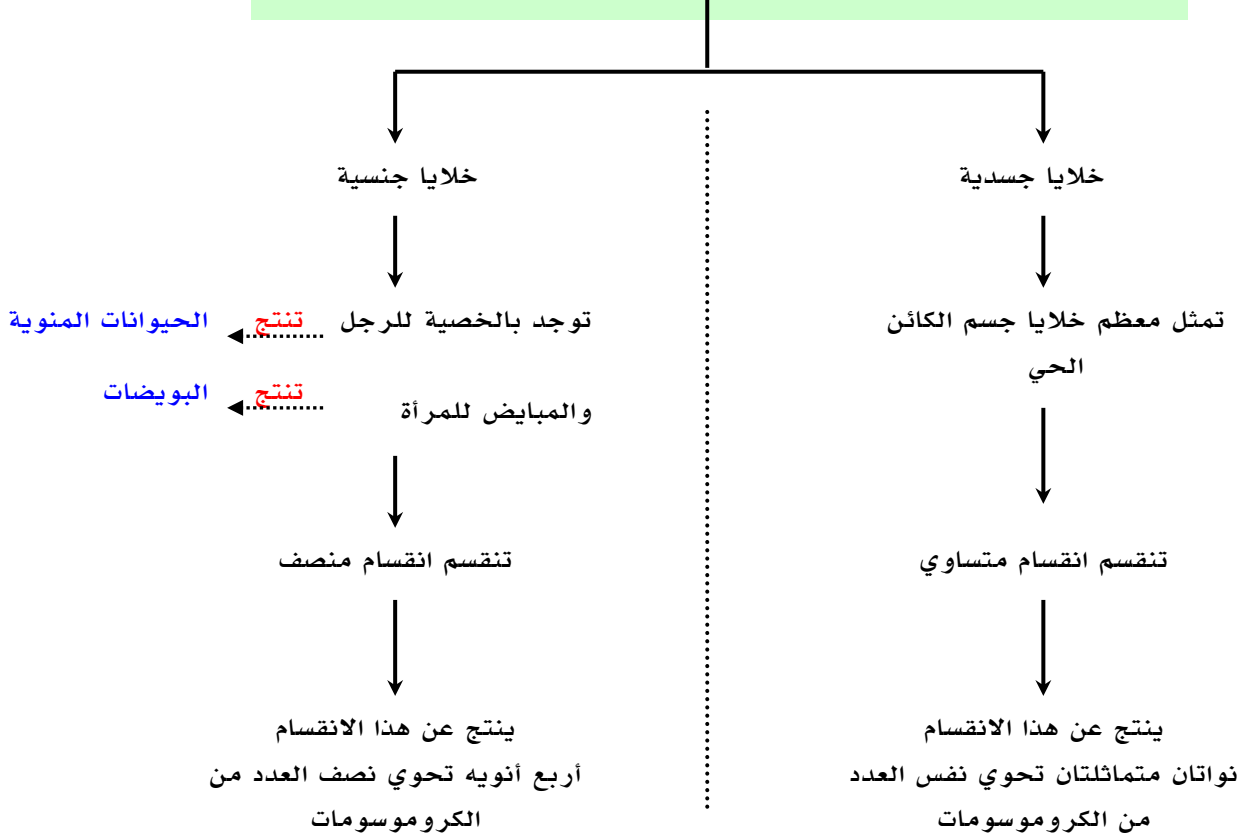 خلايا جسدية
تمثل معظم خلايا جسم الكائن
الحي
تنقسم انقسام متساوي
ينتج عن هذا الانقسام
نواتان متماثلتان تحوي نفس العدد
من الكروموسومات
خلايا جنسية
توجد بالخصية للرجل تنتج الحيوانات المنوية
والمبايض للمرأة تنتج البويضات
تنقسم انقسام منصف
ينتج عن هذا الانقسام
أربع أنويه تحوي نصف العدد من
الكروموسومات